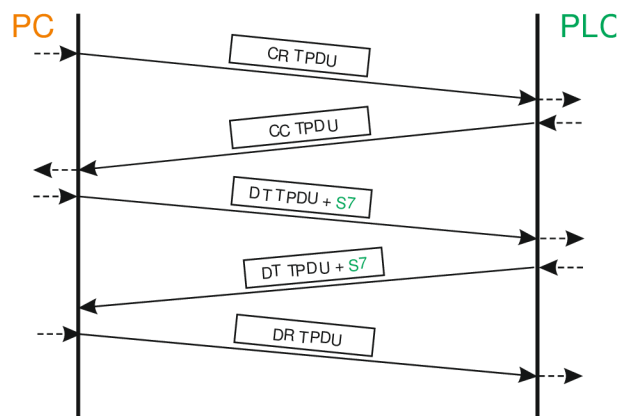 PC
PLC
CR TPDU
CC TPDU
DT TPDU + S7
DT TPDU + S7
DR TPDU